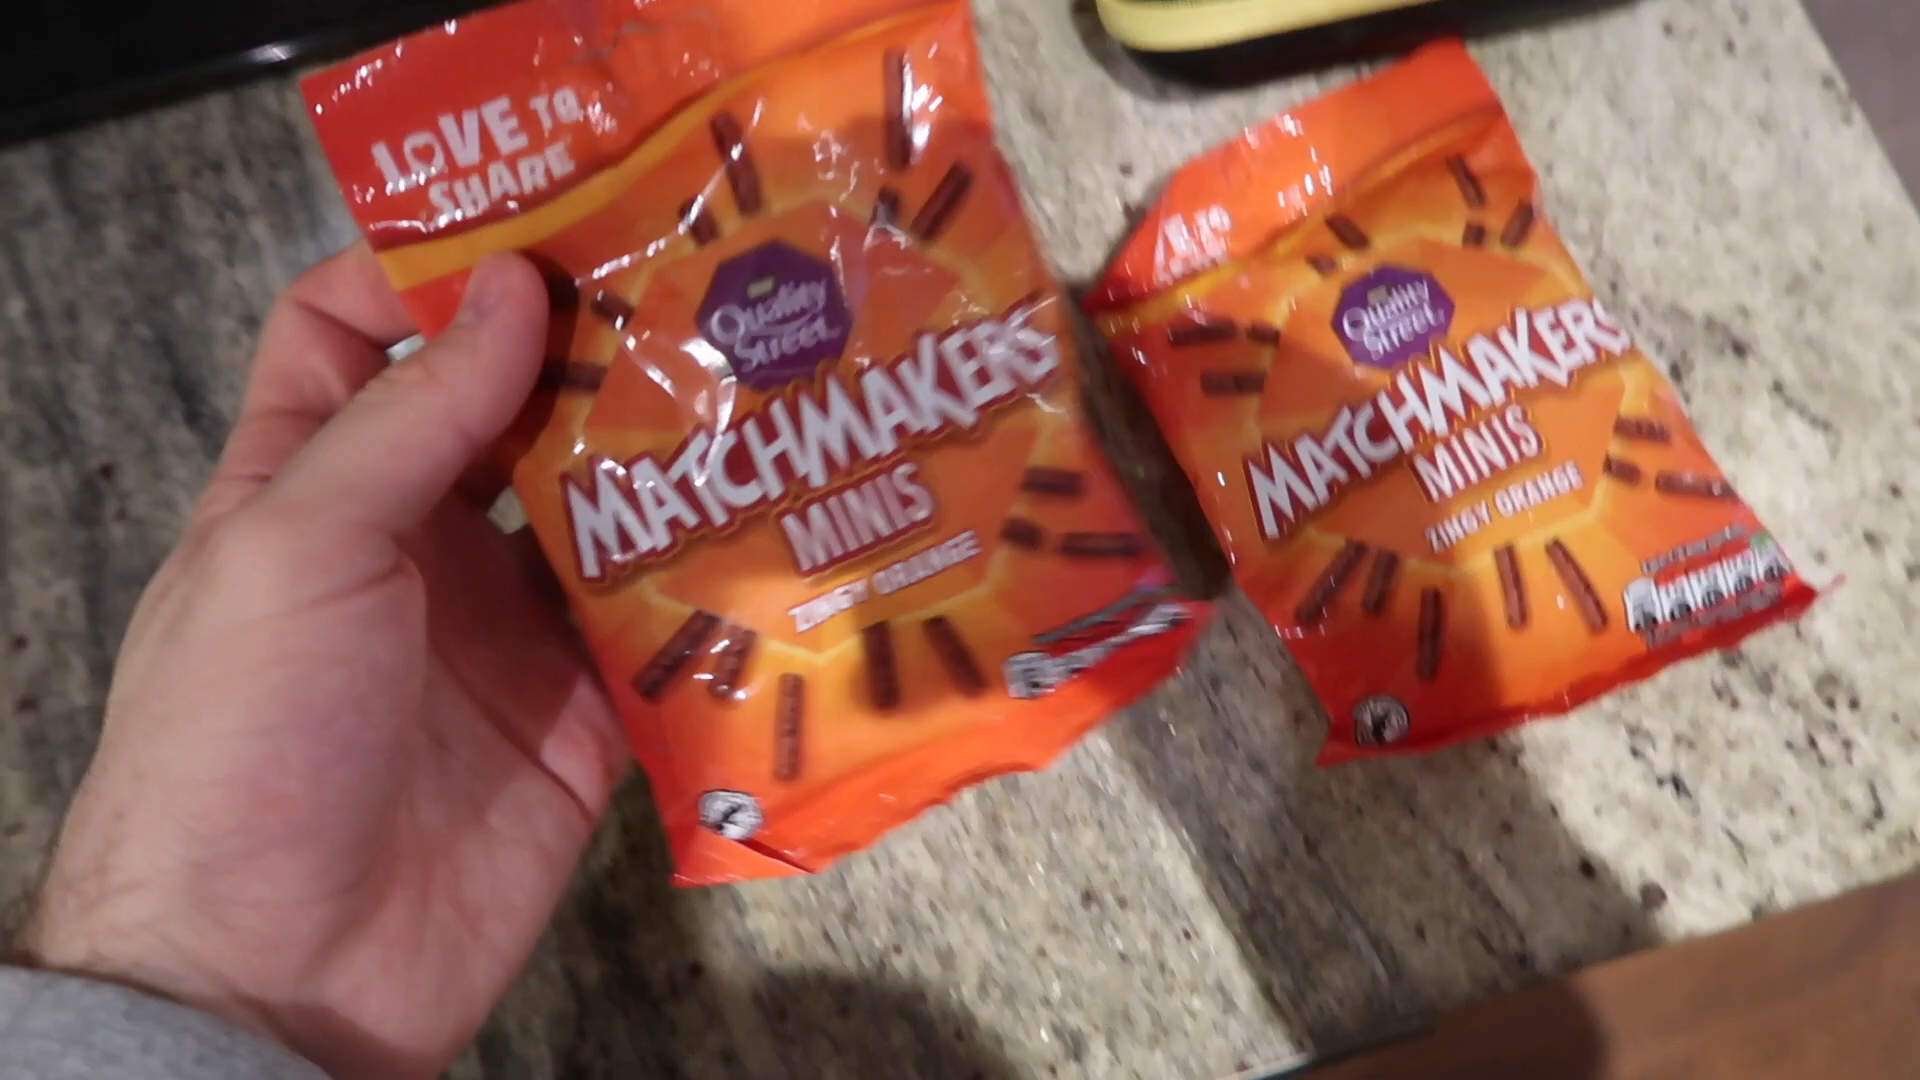 LOVE TO
SHARE
Quality
Street
MATCHMAKERS
MINIS
ZINGY ORANGE
Quality
Street
MATCHMAKERS
MINIS
ZINGY ORANGE